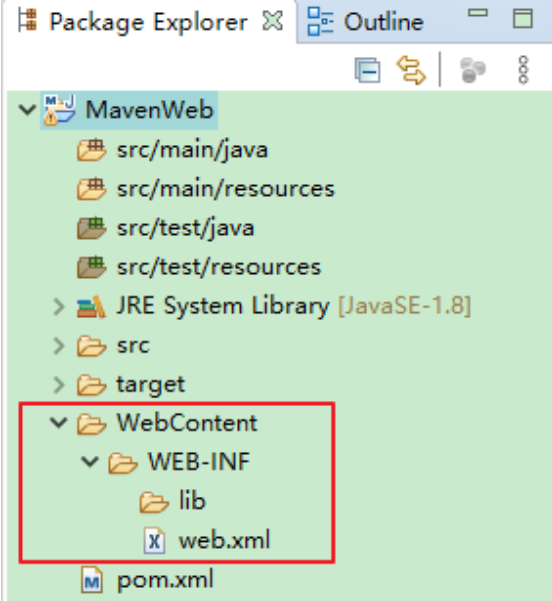 Package Explorer Outline
MavenWeb
src/main/java
src/main/resources
src/test/java
src/test/resources
JRE System Library [JavaSE-1.8]
src
target
WebContent
WEB-INF
lib
web.xml
pom.xml